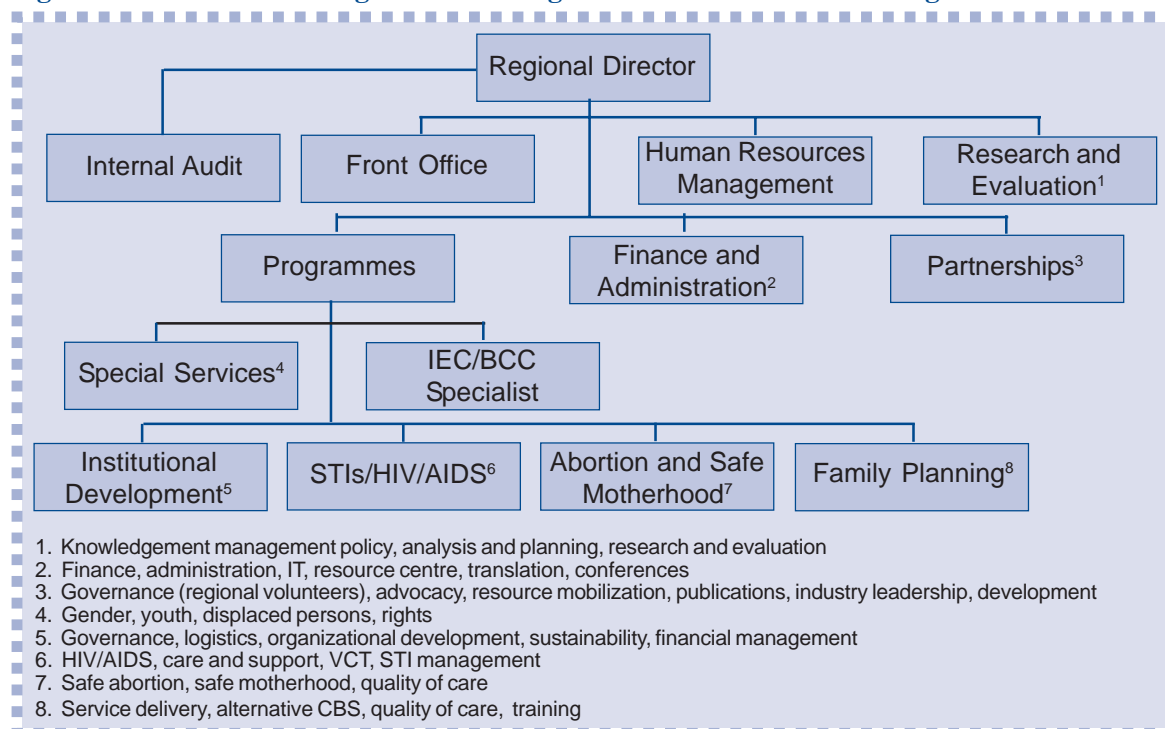 Regional Director
Internal Audit
Front Office
Human Resources
Management
Research and
Evaluation1
Programmes
Finance and
Administration2
Partnerships3
Special Services4
IEC/BCC
Specialist
Institutional
Development5
STIs/HIV/AIDS6
Abortion and Safe
Motherhood7
Family Planning8
1. Knowledgement management policy, analysis and planning, research and evaluation
2. Finance, administration, IT, resource centre, translation, conferences
3. Governance (regional volunteers), advocacy, resource mobilization, publications, industry leadership, development
4. Gender, youth, displaced persons, rights
5. Governance, logistics, organizational development, sustainability, financial management
6. HIV/AIDS, care and support, VCT, STI management
7. Safe abortion, safe motherhood, quality of care
8. Service delivery, alternative CBS, quality of care, training